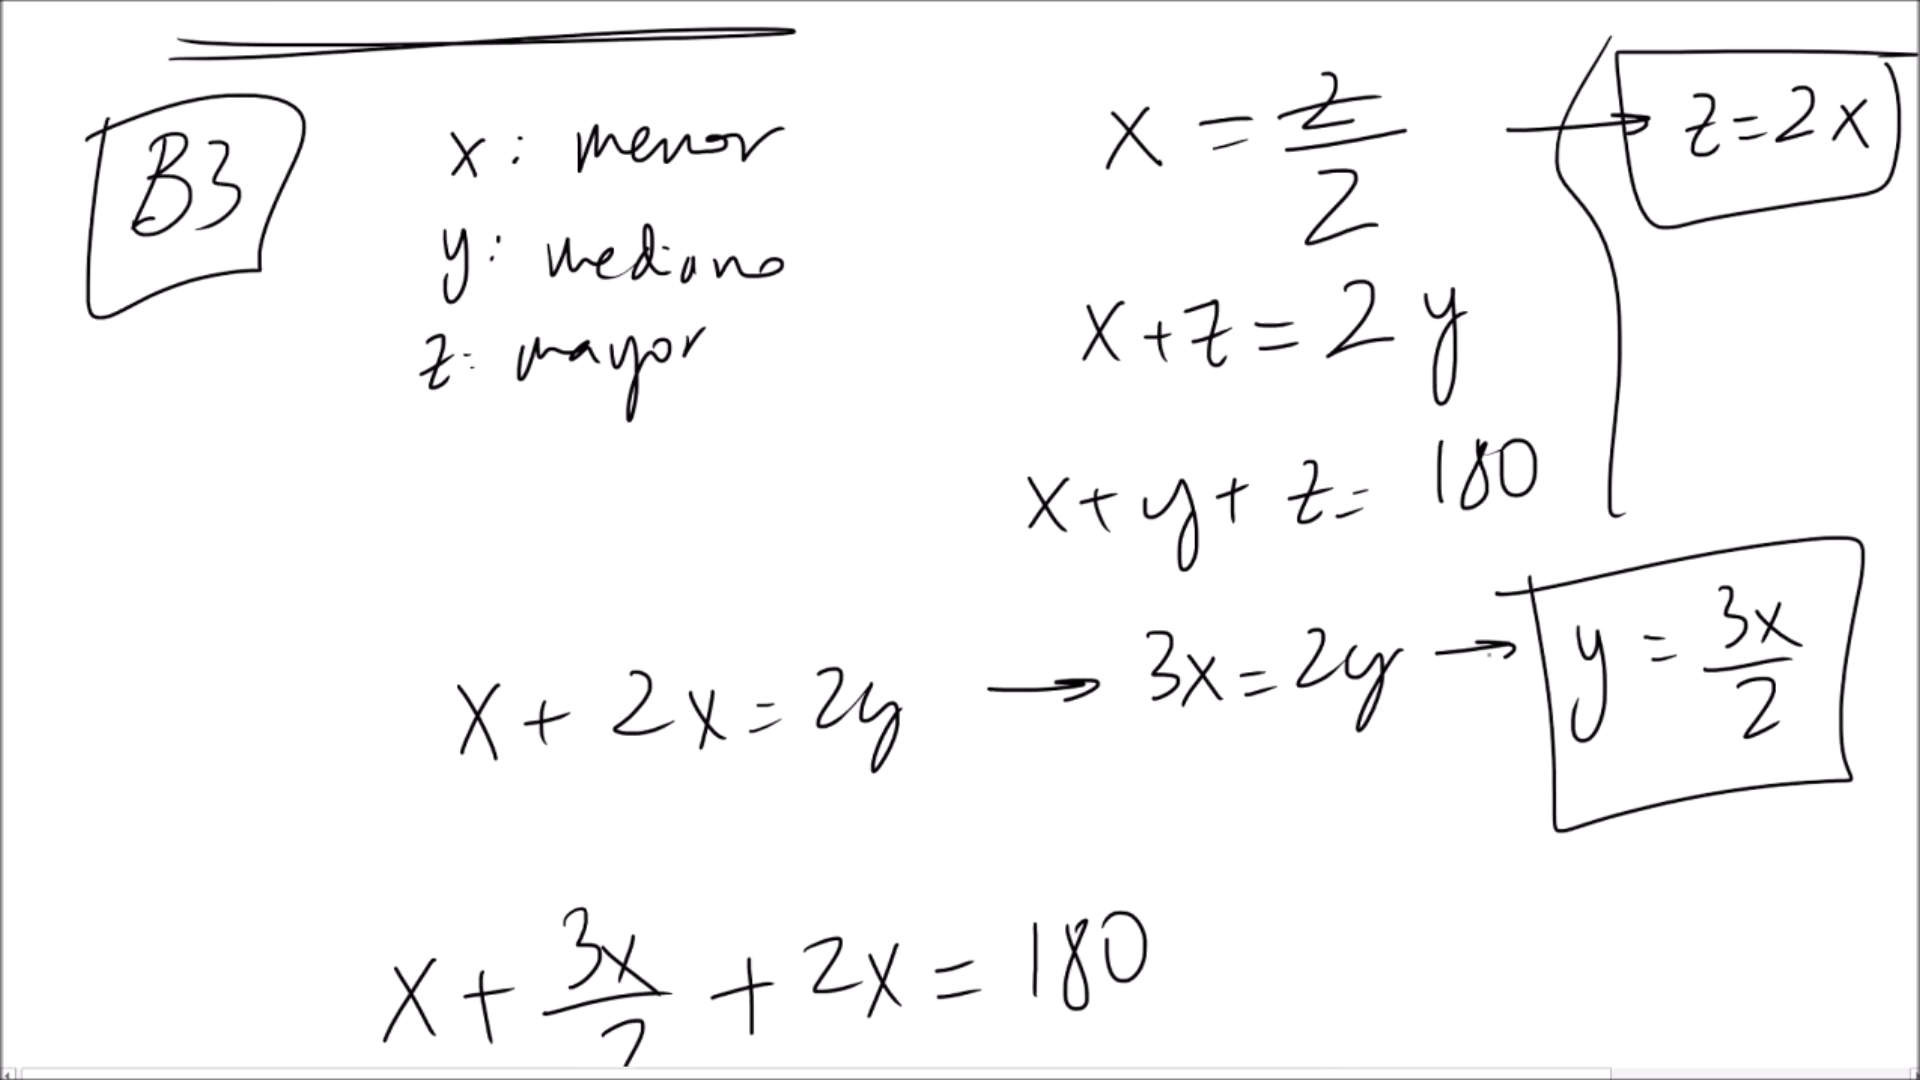 B3
x: menor
y: mediano
z: mayor
x = z/2 → z = 2x
x + z = 2y
x + y + z = 180
x + 2x = 2y → 3x = 2y → y = 3x/2
x + 3x/2 + 2x = 180